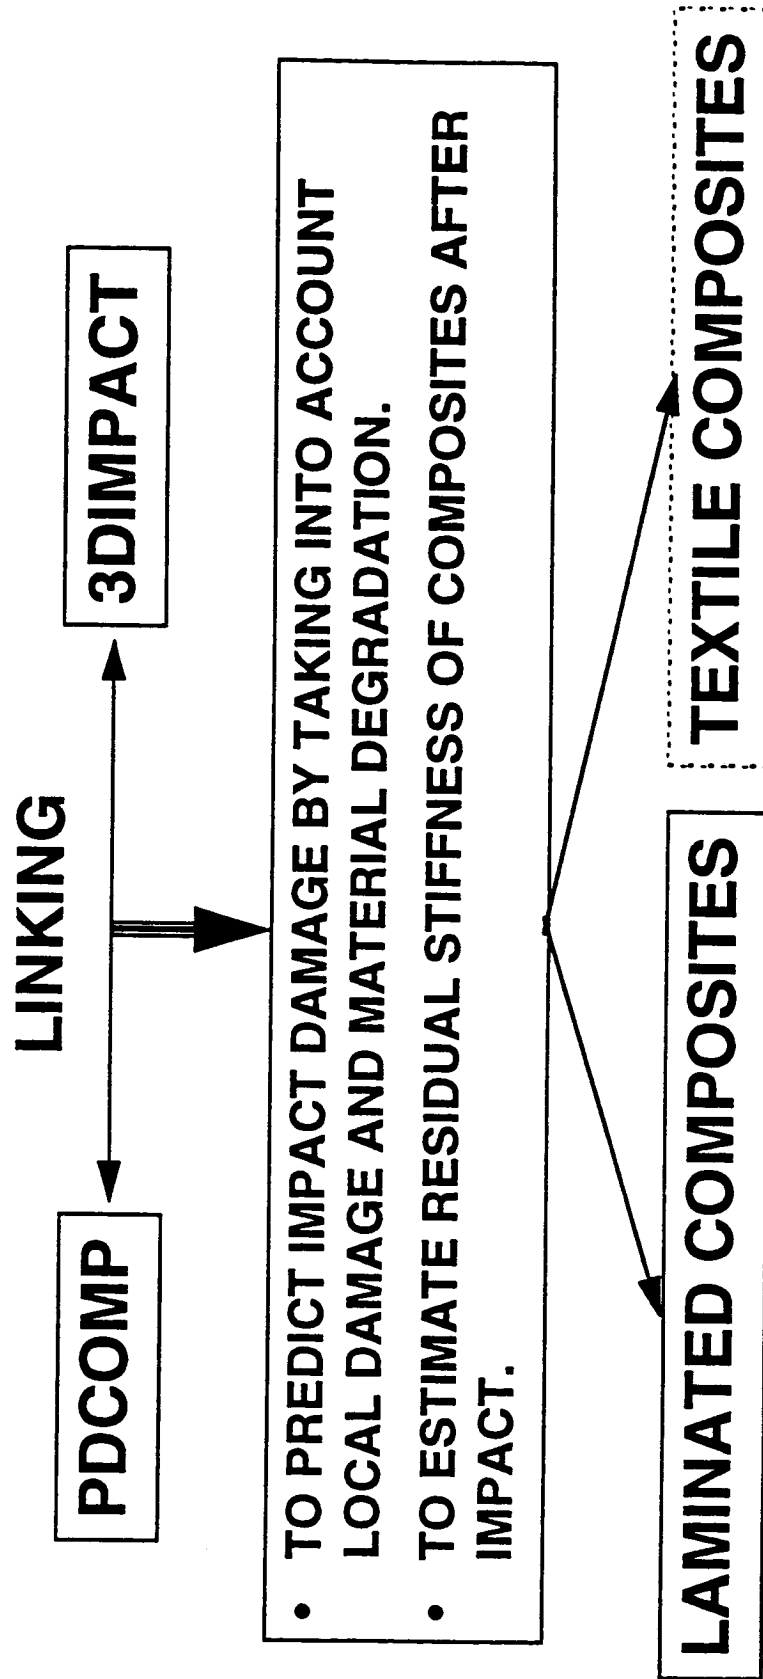 LINKING
PDCOMP
3DIMPACT
• TO PREDICT IMPACT DAMAGE BY TAKING INTO ACCOUNT
LOCAL DAMAGE AND MATERIAL DEGRADATION.
• TO ESTIMATE RESIDUAL STIFFNESS OF COMPOSITES AFTER
IMPACT.
LAMINATED COMPOSITES
TEXTILE COMPOSITES